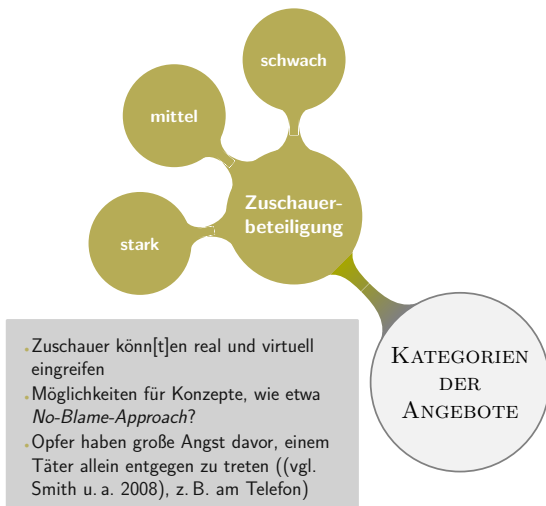 schwach
mittel
Zuschauer-
beteiligung
stark
KATEGORIEN
DER
ANGEBOTE
Zuschauer könn[t]en real und virtuell
eingreifen
Möglichkeiten für Konzepte, wie etwa
No-Blame-Approach?
Opfer haben große Angst davor, einem
Täter allein entgegen zu treten ((vgl.
Smith u. a. 2008), z. B. am Telefon)